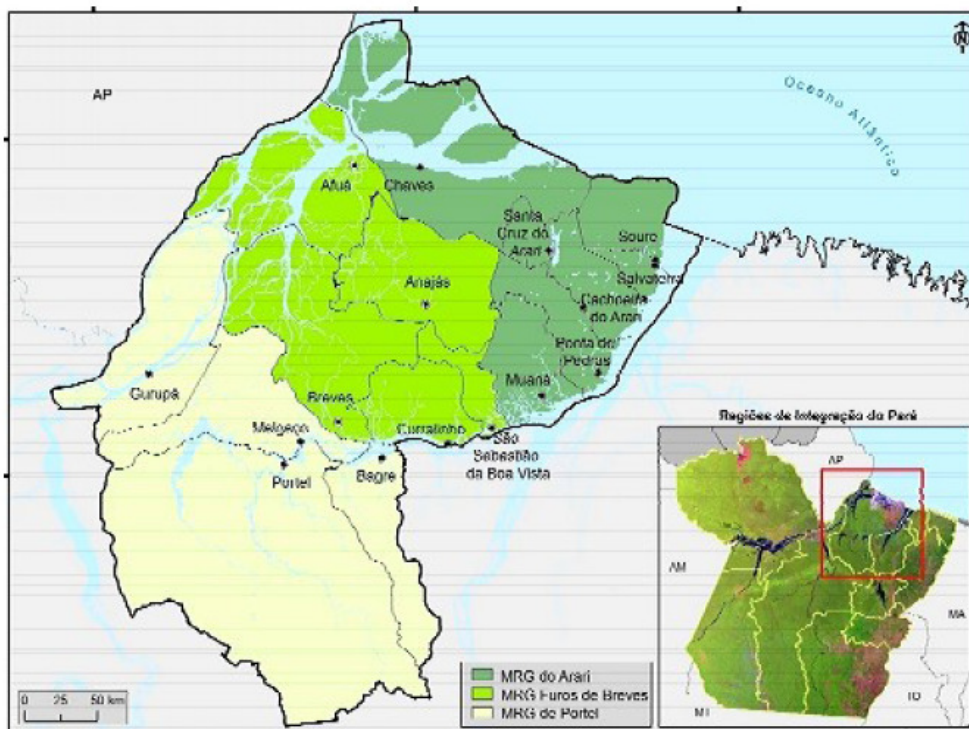 N
AP
Oceano Atlântico
Afuá
Chaves
Santa
Cruz do
Arari
Soure
Salvaterra
Anajás
Cachoeira
do Arari
Ponta de
Pedras
Muaná
Gurupá
Breves
Melgaço
Curralinho
São
Sebastião
da Boa Vista
Portel
Bagre
Regiões de Integração do Pará
AP
AM
MA
TO
MT
MRG do Arari
MRG Furos de Breves
MRG de Portel
0 25 50 km